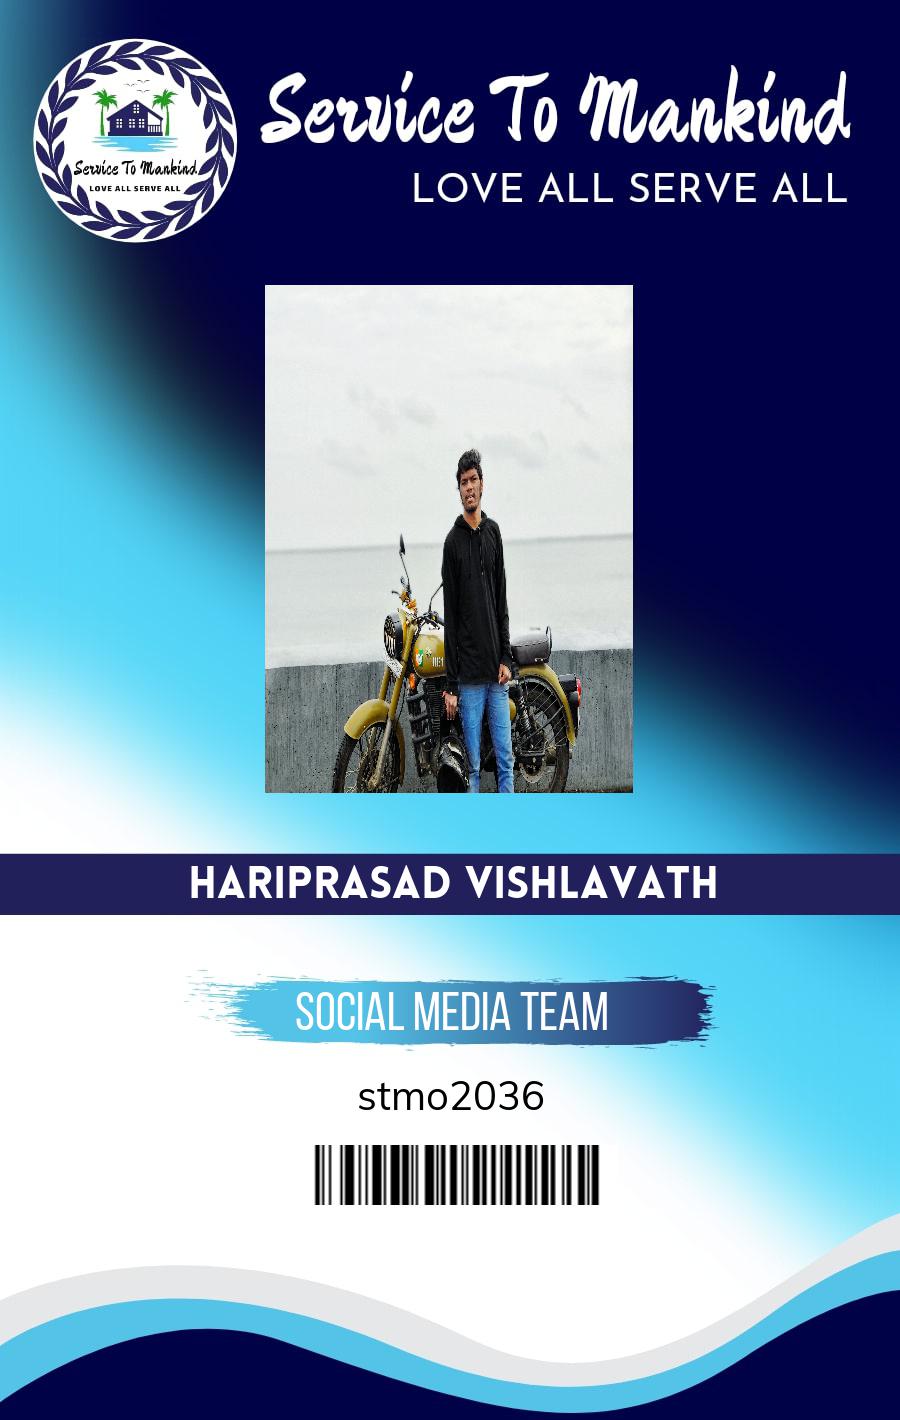 Service To Mankind
LOVE ALL SERVE ALL
Service To Mankind
LOVE ALL SERVE ALL
HARIPRASAD VISHLAVATH
SOCIAL MEDIA TEAM
stmo2036